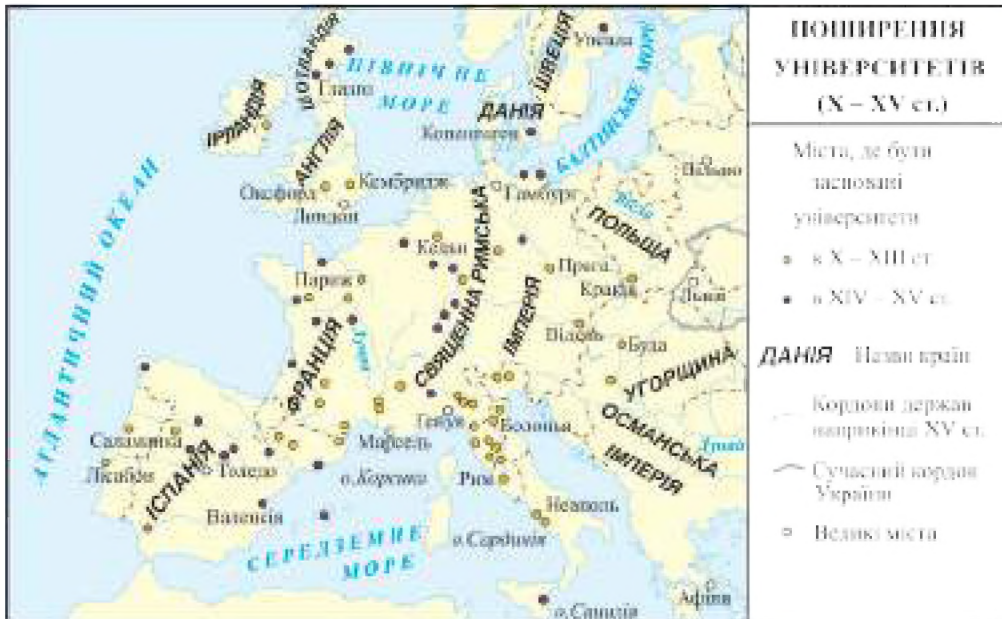 ПОШИРЕННЯ
УНІВЕРСИТЕТІВ
(X – XV ст.)
Міста, де були
засновані
університети
в X – XIII ст.
в XIV – XV ст.
ДАНІЯ Назви країн
Кордони держав
наприкінці XV ст.
Сучасний кордон
України
Великі міста
АТЛАНТИЧНИЙ ОКЕАН
ПІВНІЧНЕ
МОРЕ
БАЛТІЙСЬКЕ МОРЕ
СЕРЕДЗЕМНЕ
МОРЕ
ШОТЛАНДІЯ
ІРЛАНДІЯ
АНГЛІЯ
ДАНІЯ
ШВЕЦІЯ
ПОЛЬЩА
СВЯЩЕННА РИМСЬКА
ІМПЕРІЯ
ФРАНЦІЯ
ІСПАНІЯ
УГОРЩИНА
ОСМАНСЬКА
ІМПЕРІЯ
Упсала
Глазго
Копенгаген
Оксфорд
Кембридж
Лондон
Гамбург
Вільно
Вісла
Кельн
Париж
Прага
Краків
Львів
Відень
Буда
Генуя
Болонья
Марсель
Саламанка
Лісабон
Толедо
Валенсія
Рим
Неаполь
о.Корсика
о.Сардинія
о.Сицилія
Афіни
Дунай